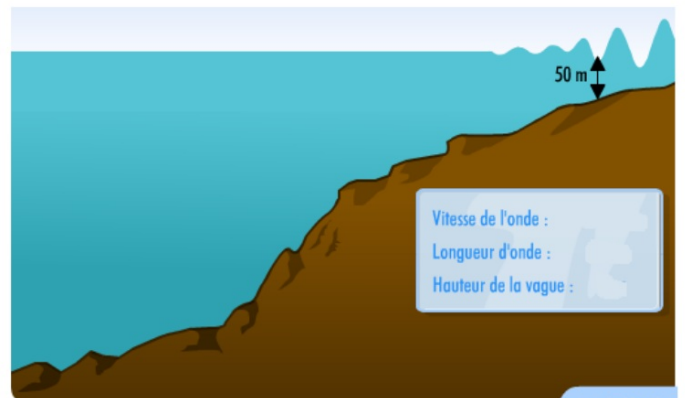 50 m
Vitesse de l'onde :
Longueur d'onde :
Hauteur de la vague :